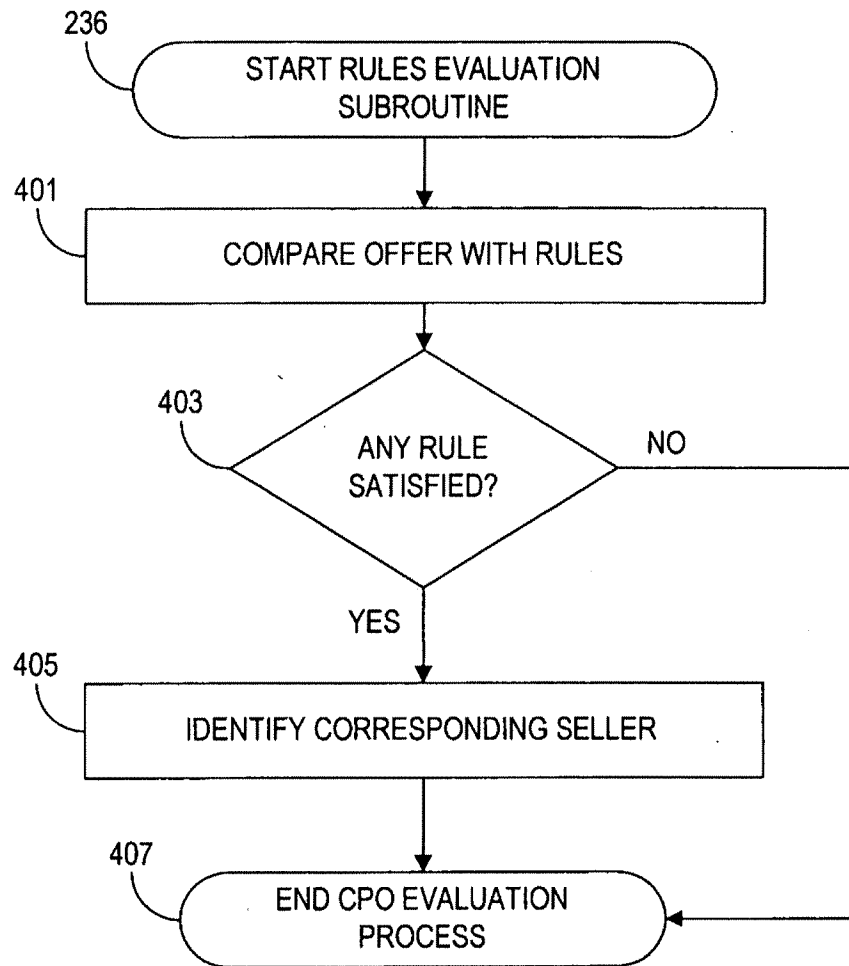 236
START RULES EVALUATION
SUBROUTINE
401
COMPARE OFFER WITH RULES
403
ANY RULE
SATISFIED?
NO
YES
405
IDENTIFY CORRESPONDING SELLER
407
END CPO EVALUATION
PROCESS